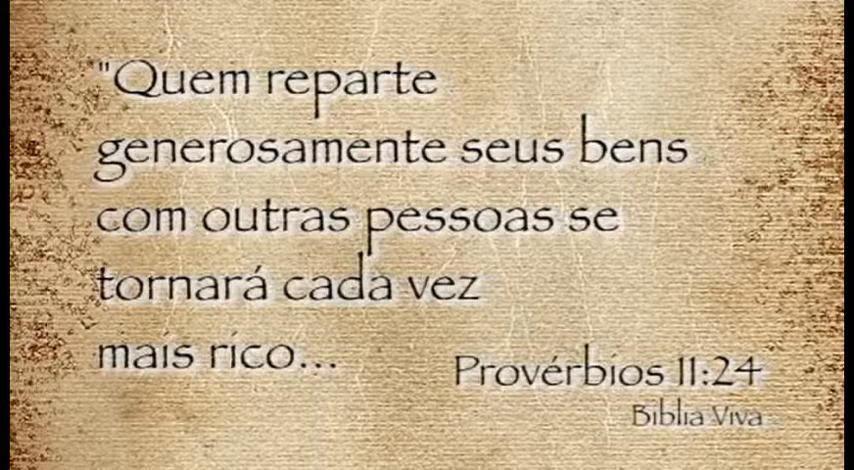 "Quem reparte
generosamente seus bens
com outras pessoas se
tornará cada vez
mais rico...
Provérbios 11:24
Bíblia Viva